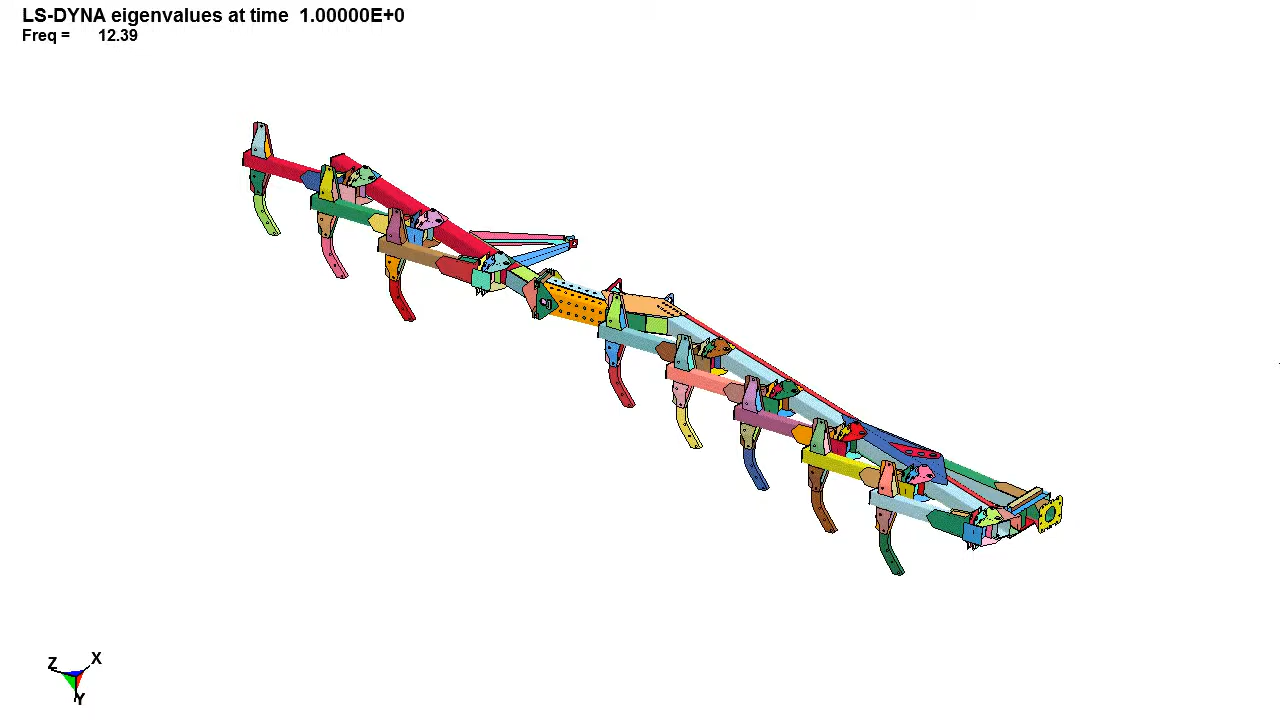 LS-DYNA eigenvalues at time 1.00000E+0
Freq = 12.39
Z X
Y